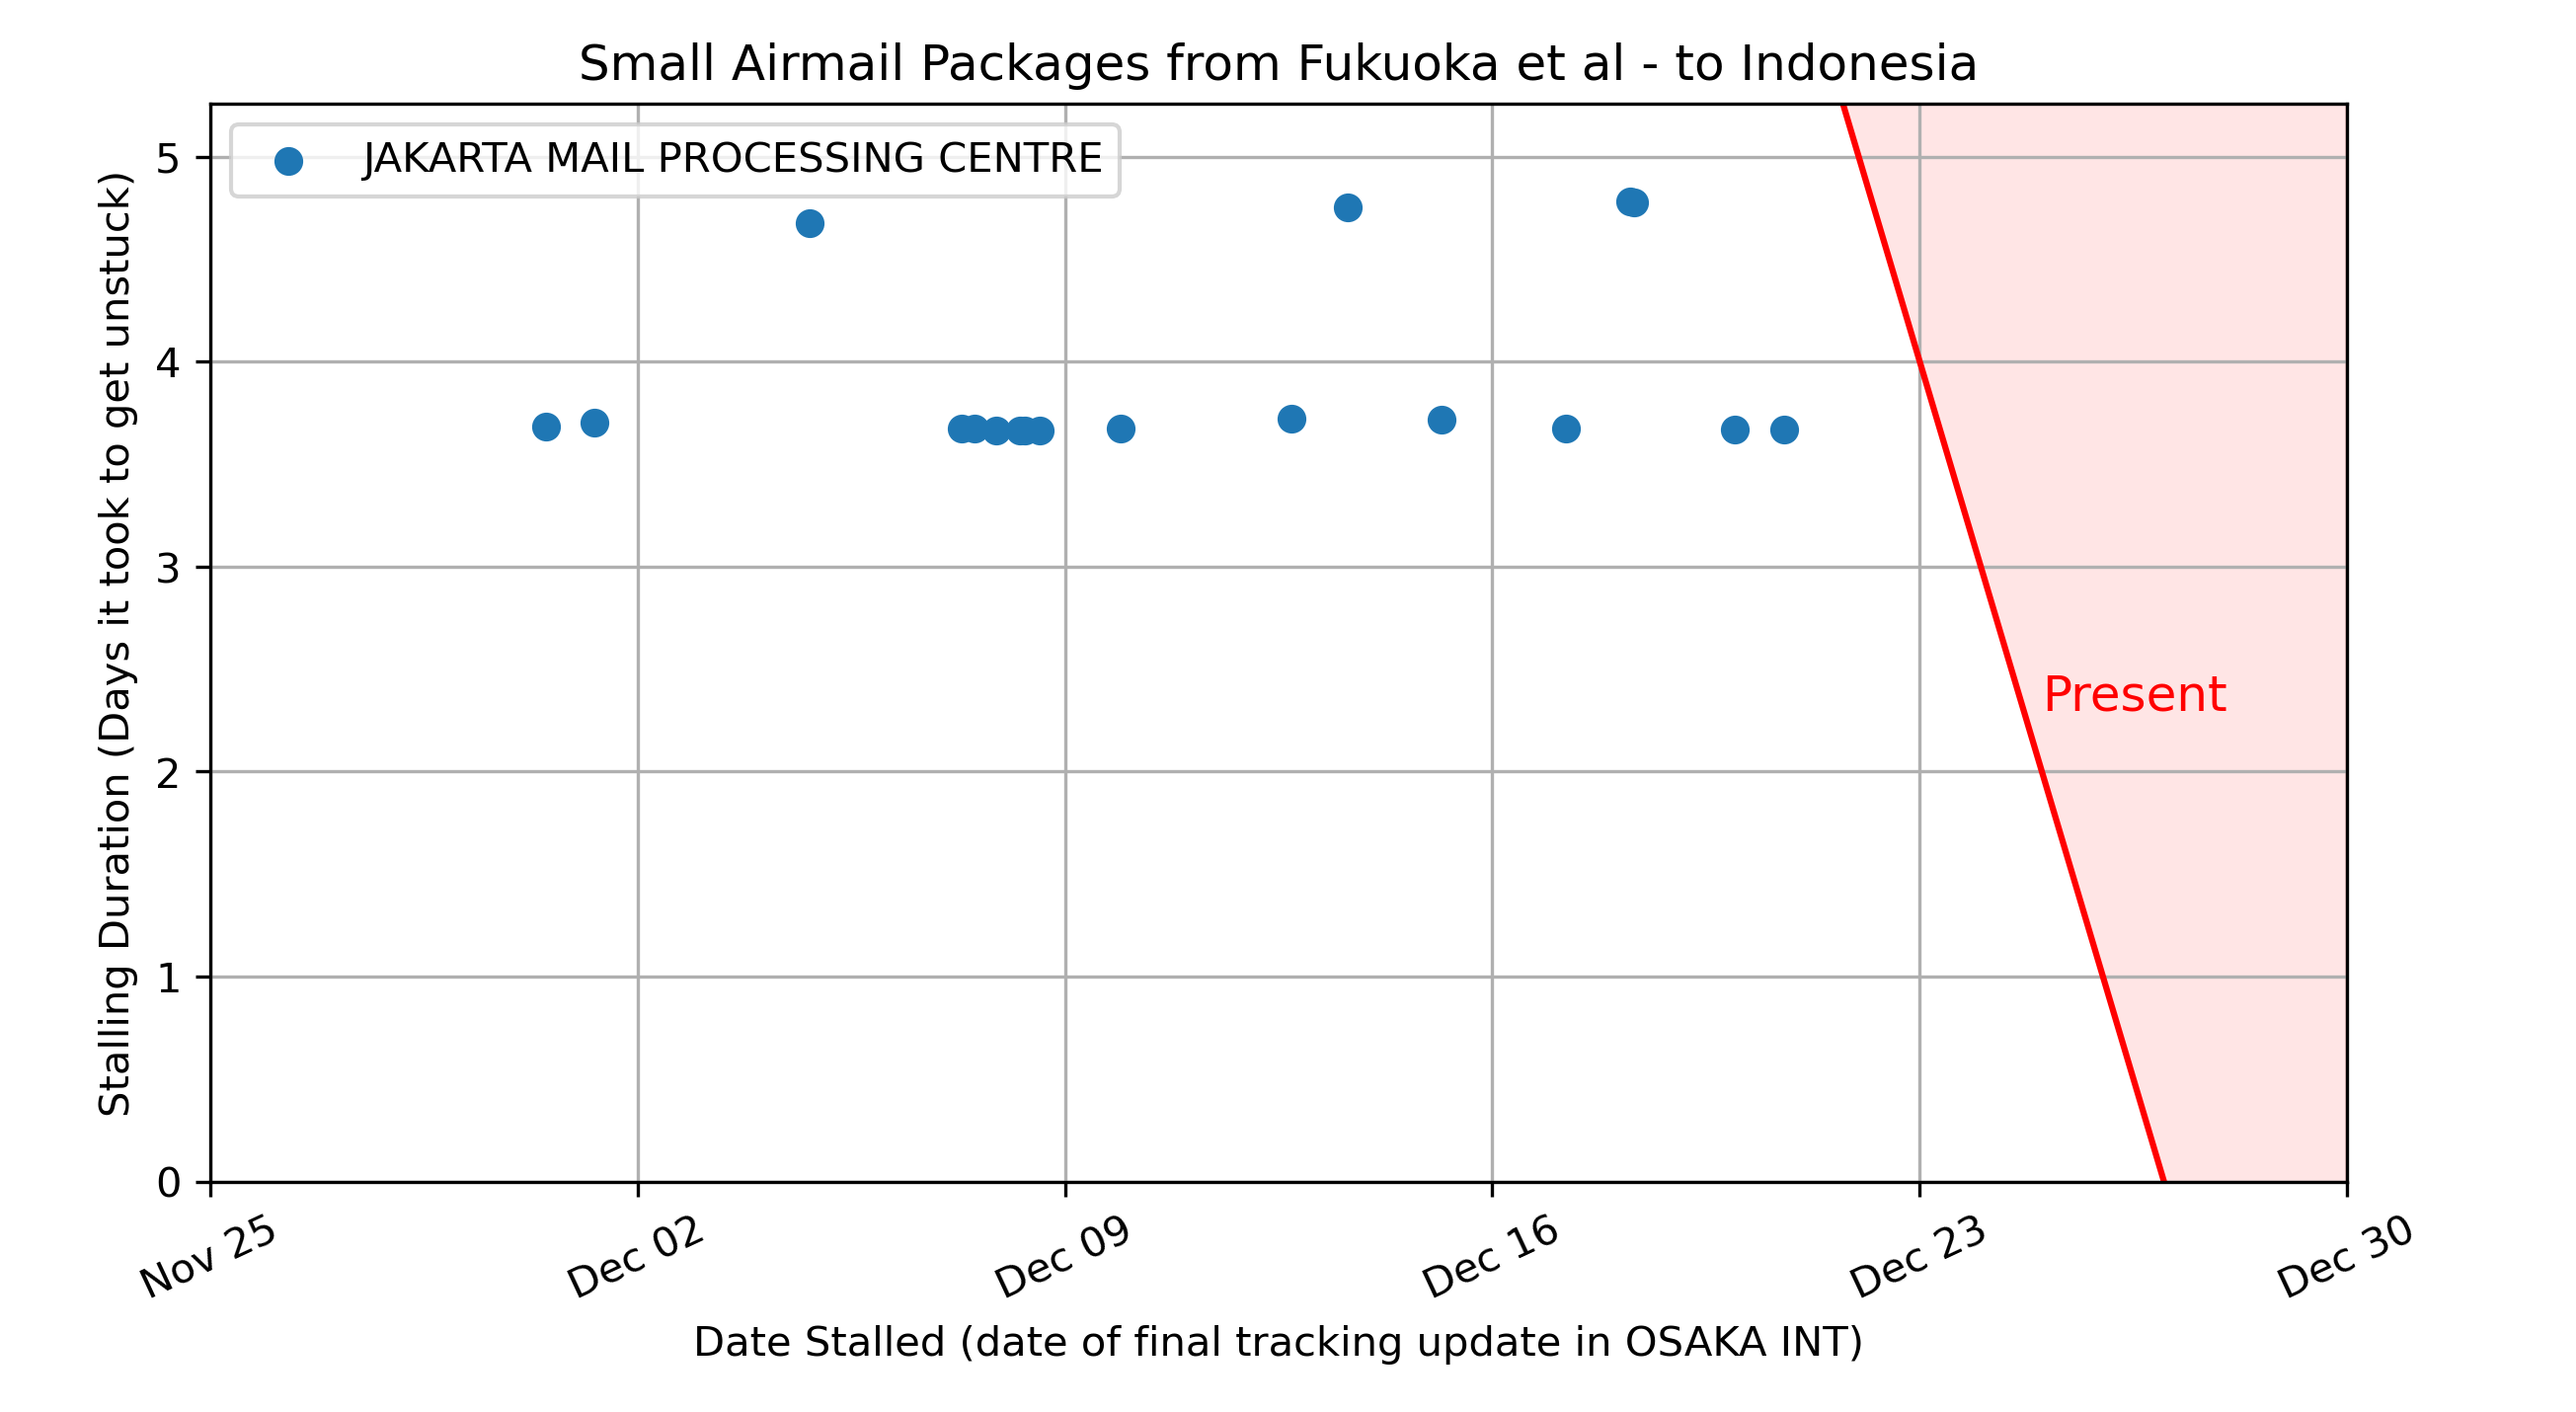 Small Airmail Packages from Fukuoka et al - to Indonesia
JAKARTA MAIL PROCESSING CENTRE
Stalling Duration (Days it took to get unstuck)
5
4
3
2
1
0
Present
Nov 25
Dec 02
Dec 09
Dec 16
Dec 23
Dec 30
Date Stalled (date of final tracking update in OSAKA INT)